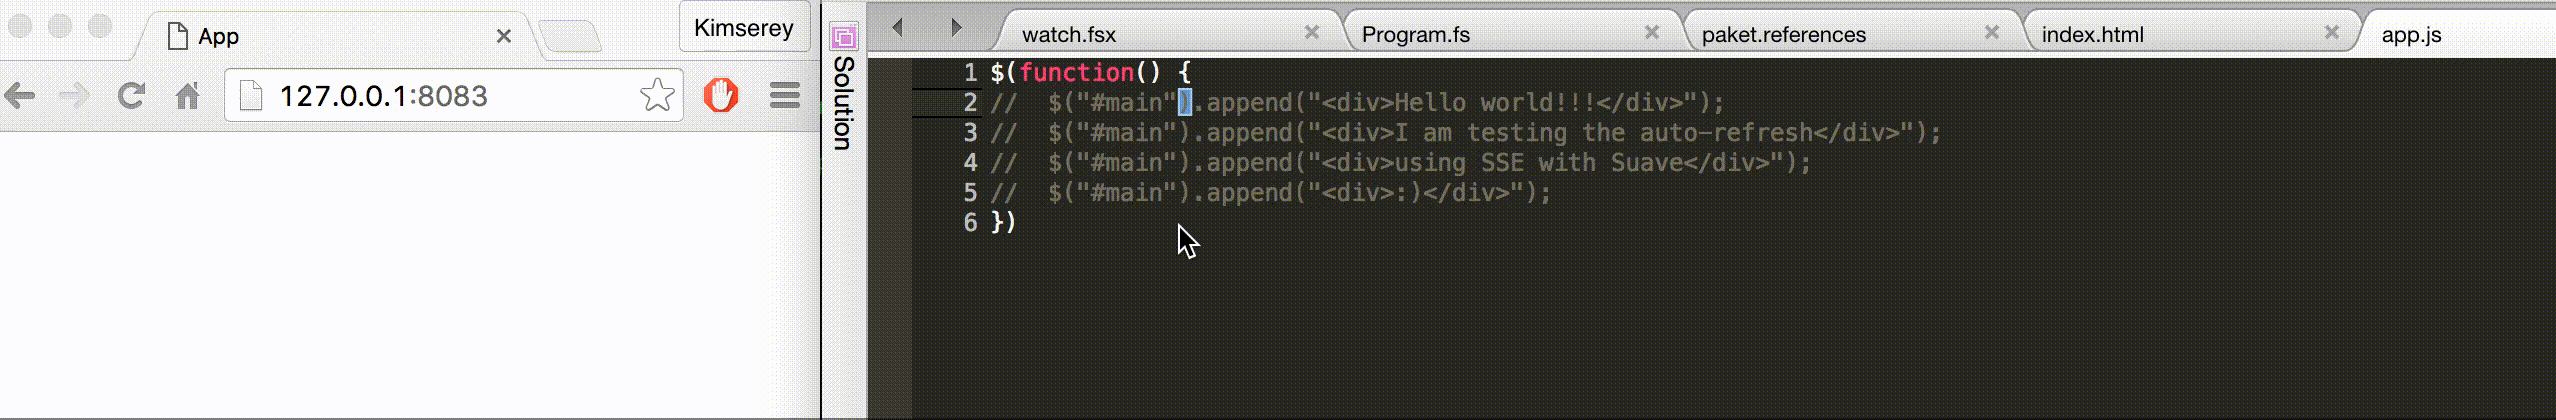 App
Kimserey
127.0.0.1:8083
Solution
watch.fsx
Program.fs
paket.references
index.html
app.js
1 $(function() {
2 //  $("#main").append("<div>Hello world!!!</div>");
3 //  $("#main").append("<div>I am testing the auto-refresh</div>");
4 //  $("#main").append("<div>using SSE with Suave</div>");
5 //  $("#main").append("<div>:)</div>");
6 })